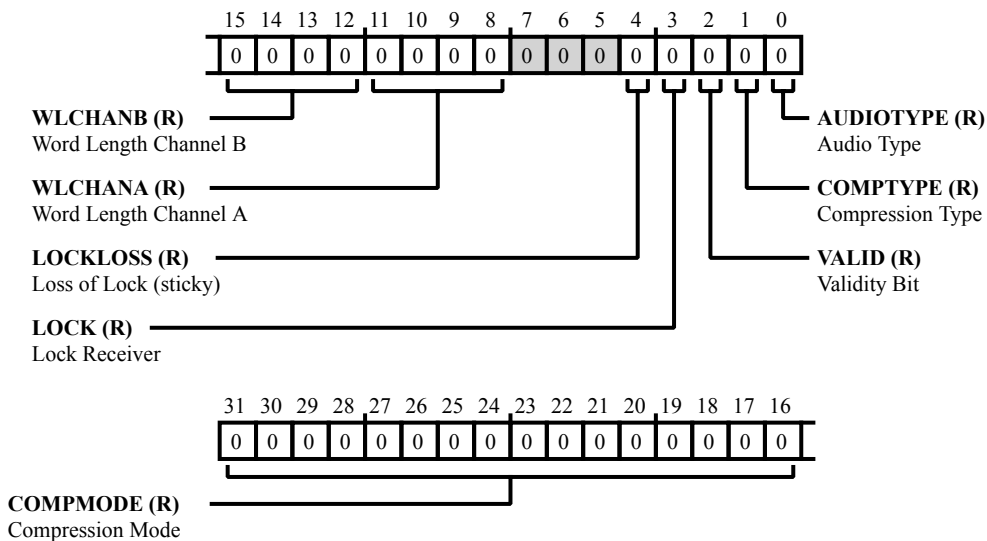 15 14 13 12 11 10 9 8 7 6 5 4 3 2 1 0
0 0 0 0 0 0 0 0 0 0 0 0 0 0 0 0
WLCHANB (R)
Word Length Channel B
AUDIOTYPE (R)
Audio Type
WLCHANA (R)
Word Length Channel A
COMPTYPE (R)
Compression Type
LOCKLOSS (R)
Loss of Lock (sticky)
VALID (R)
Validity Bit
LOCK (R)
Lock Receiver
31 30 29 28 27 26 25 24 23 22 21 20 19 18 17 16
0 0 0 0 0 0 0 0 0 0 0 0 0 0 0 0
COMPMODE (R)
Compression Mode